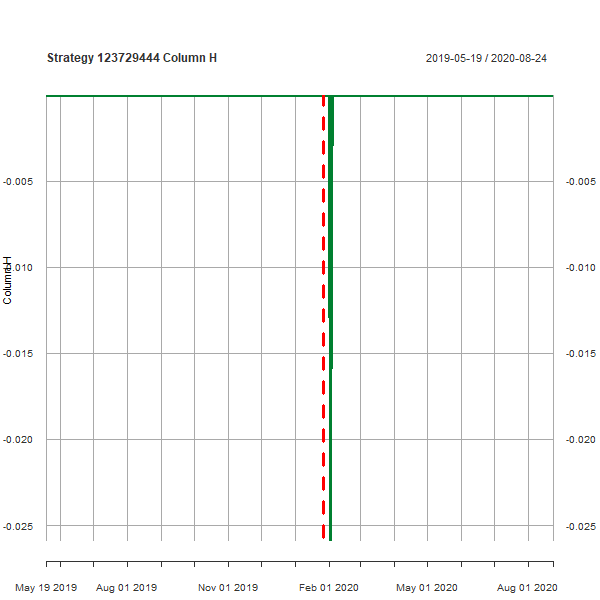 Strategy 123729444 Column H
2019-05-19 / 2020-08-24
-0.005 -0.005
-0.010 -0.010
Column H
-0.015 -0.015
-0.020 -0.020
-0.025 -0.025
May 19 2019 Aug 01 2019 Nov 01 2019 Feb 01 2020 May 01 2020 Aug 01 2020